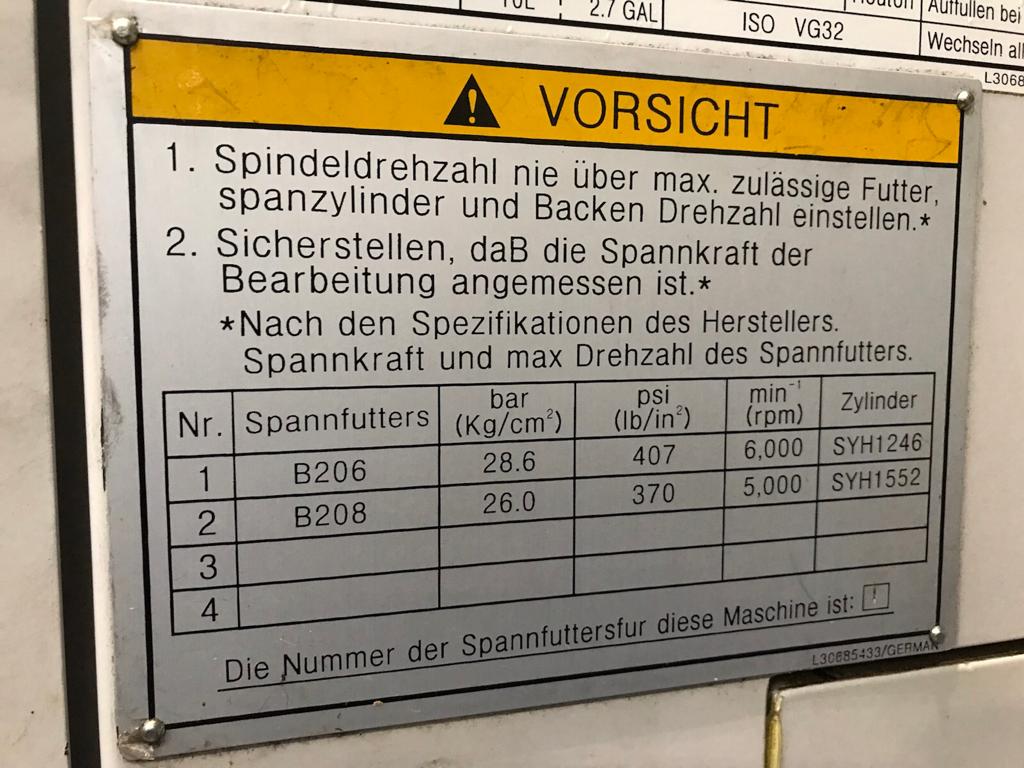 10L 2.7 GAL
ISO VG32
Auffüllen bei
Wechseln all
L3068
VORSICHT
1. Spindeldrehzahl nie über max. zulässige Futter,
spanzylinder und Backen Drehzahl einstellen.*
2. Sicherstellen, daB die Spannkraft der
Bearbeitung angemessen ist.*
*Nach den Spezifikationen des Herstellers.
Spannkraft und max Drehzahl des Spannfutters.
Nr. Spannfutters bar (Kg/cm²) psi (lb/in²) min⁻¹ (rpm) Zylinder
1 B206 28.6 407 6,000 SYH1246
2 B208 26.0 370 5,000 SYH1552
3
4
Die Nummer der Spannfuttersfur diese Maschine ist:
L30685433/GERMAN